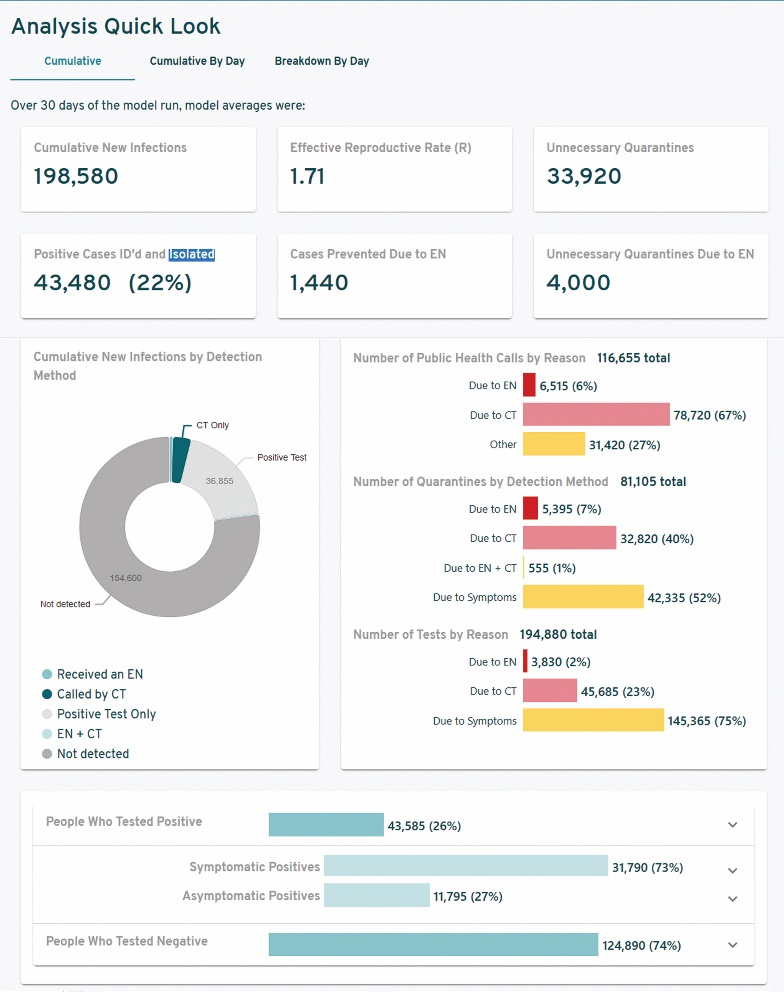 Analysis Quick Look
Cumulative
Cumulative By Day
Breakdown By Day
Over 30 days of the model run, model averages were:
Cumulative New Infections
198,580
Effective Reproductive Rate (R)
1.71
Unnecessary Quarantines
33,920
Positive Cases ID'd and Isolated
43,480 (22%)
Cases Prevented Due to EN
1,440
Unnecessary Quarantines Due to EN
4,000
Cumulative New Infections by Detection
Method
CT Only
Positive Test
36,855
154,600
Not detected
Received an EN
Called by CT
Positive Test Only
EN + CT
Not detected
Number of Public Health Calls by Reason 116,655 total
Due to EN 6,515 (6%)
Due to CT 78,720 (67%)
Other 31,420 (27%)
Number of Quarantines by Detection Method 81,105 total
Due to EN 5,395 (7%)
Due to CT 32,820 (40%)
Due to EN + CT 555 (1%)
Due to Symptoms 42,335 (52%)
Number of Tests by Reason 194,880 total
Due to EN 3,830 (2%)
Due to CT 45,685 (23%)
Due to Symptoms 145,365 (75%)
People Who Tested Positive 43,585 (26%)
Symptomatic Positives 31,790 (73%)
Asymptomatic Positives 11,795 (27%)
People Who Tested Negative 124,890 (74%)